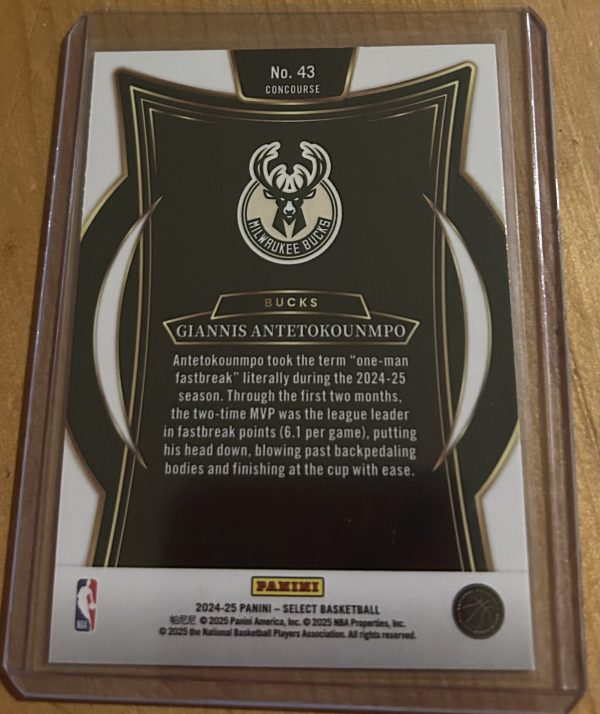 No. 43
CONCOURSE
MILWAUKEE BUCKS
BUCKS
GIANNIS ANTETOKOUNMPO
Antetokounmpo took the term “one-man
fastbreak” literally during the 2024-25
season. Through the first two months,
the two-time MVP was the league leader
in fastbreak points (6.1 per game), putting
his head down, blowing past backpedaling
bodies and finishing at the cup with ease.
PANINI
2024-25 PANINI – SELECT BASKETBALL
帕尼尼 © 2025 Panini America, Inc. © 2025 NBA Properties, Inc.
© 2025 the National Basketball Players Association. All rights reserved.
NBA